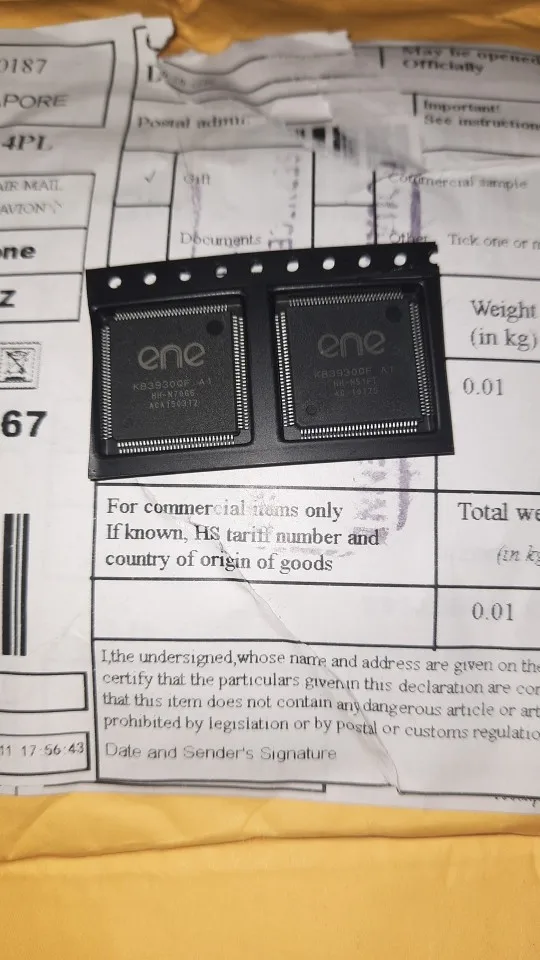 0187
APORE
4PL
AIR MAIL
AVION
one
Z
67
11 17:56:43
May be opened
Officially
Important!
See instruction
Postal admi
Gift
Commercial sample
Documents
Other
Tick one or
Weight
(in kg)
0.01
ene
KB3930QF A1
ene
KB3930QF A1
For commercial items only
If known, HS tariff number and
country of origin of goods
Total we
(in kg
0.01
I,the undersigned,whose name and address are given on the
certify that the particulars given in this declaration are cor
that this item does not contain any dangerous article or art
prohibited by legislation or by postal or customs regulatio
Date and Sender's Signature